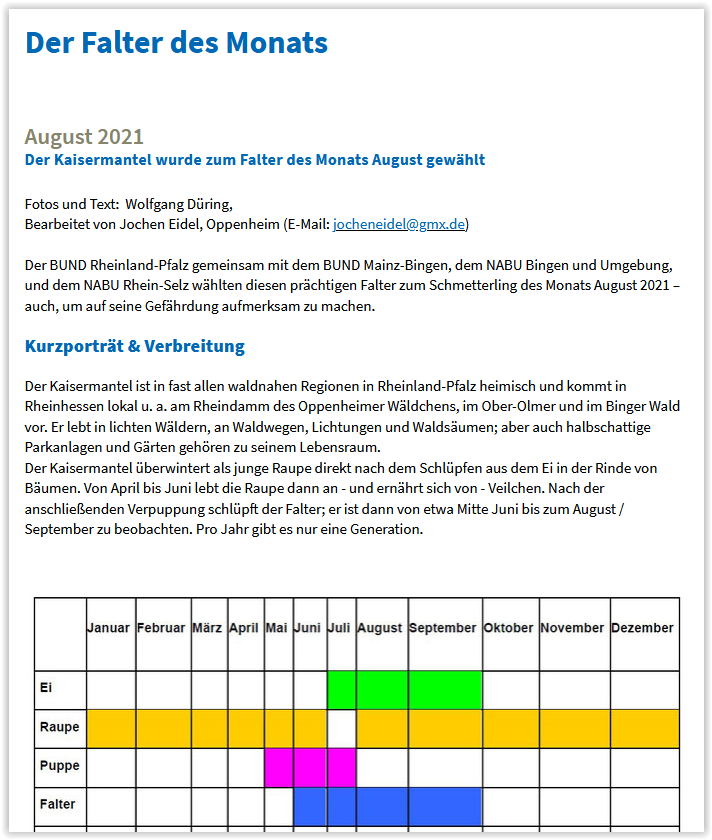 Der Falter des Monats
August 2021
Der Kaisermantel wurde zum Falter des Monats August gewählt
Fotos und Text:  Wolfgang Düring,
Bearbeitet von Jochen Eidel, Oppenheim (E-Mail: jocheneidel@gmx.de)
Der BUND Rheinland-Pfalz gemeinsam mit dem BUND Mainz-Bingen, dem NABU Bingen und Umgebung,
und dem NABU Rhein-Selz wählten diesen prächtigen Falter zum Schmetterling des Monats August 2021 –
auch, um auf seine Gefährdung aufmerksam zu machen.
Kurzporträt & Verbreitung
Der Kaisermantel ist in fast allen waldnahen Regionen in Rheinland-Pfalz heimisch und kommt in
Rheinhessen lokal u. a. am Rheindamm des Oppenheimer Wäldchens, im Ober-Olmer und im Binger Wald
vor. Er lebt in lichten Wäldern, an Waldwegen, Lichtungen und Waldsäumen; aber auch halbschattige
Parkanlagen und Gärten gehören zu seinem Lebensraum.
Der Kaisermantel überwintert als junge Raupe direkt nach dem Schlüpfen aus dem Ei in der Rinde von
Bäumen. Von April bis Juni lebt die Raupe dann an - und ernährt sich von - Veilchen. Nach der
anschließenden Verpuppung schlüpft der Falter; er ist dann von etwa Mitte Juni bis zum August /
September zu beobachten. Pro Jahr gibt es nur eine Generation.
Januar Februar März April Mai Juni Juli August September Oktober November Dezember
Ei
Raupe
Puppe
Falter